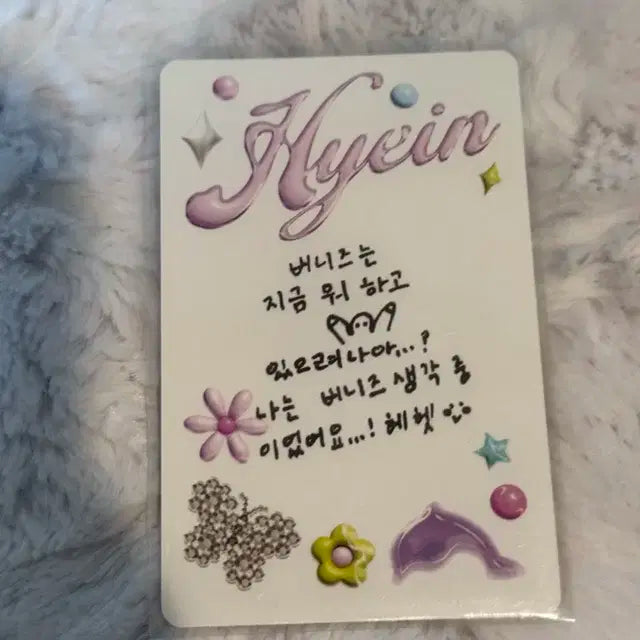 Hyein
버니즈는
지금 뭐 하고
있으려나아...?
나는 버니즈 생각 중
이었어요...! 헤헷